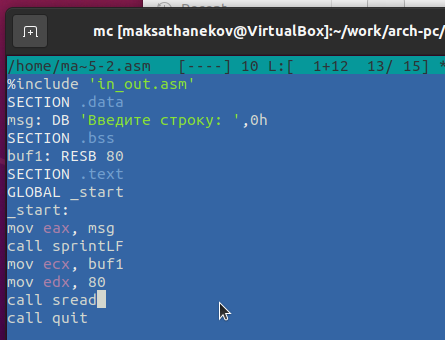 Recent
mc [maksathanekov@VirtualBox]:~/work/arch-pc/
/home/ma~5-2.asm   [----] 10 L:[  1+12  13/ 15] *
%include 'in_out.asm'
SECTION .data
msg: DB 'Введите строку: ',0h
SECTION .bss
buf1: RESB 80
SECTION .text
GLOBAL _start
_start:
mov eax, msg
call sprintLF
mov ecx, buf1
mov edx, 80
call sread
call quit